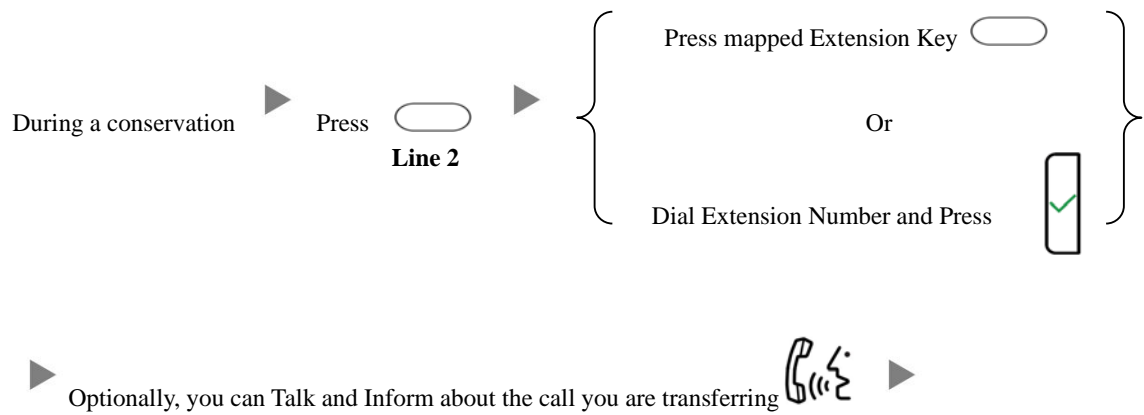 Press mapped Extension Key
During a conservation
Press
Line 2
Or
Dial Extension Number and Press
Optionally, you can Talk and Inform about the call you are transferring